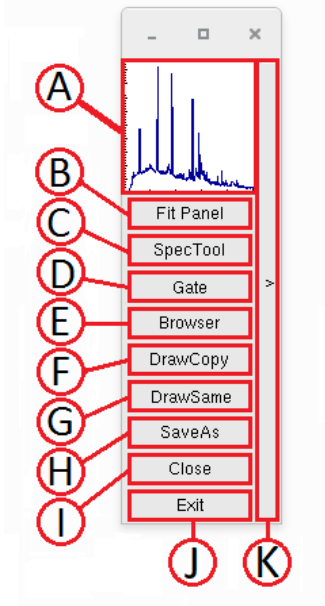 A
B
Fit Panel
C
SpecTool
D
Gate
>
E
Browser
F
DrawCopy
G
DrawSame
H
SaveAs
I
Close
Exit
J
K